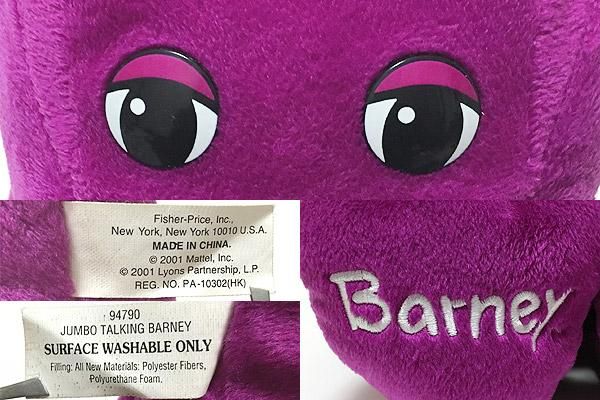 Fisher-Price, Inc.,
New York, New York 10010 U.S.A.
MADE IN CHINA.
© 2001 Mattel, Inc.
© 2001 Lyons Partnership, L.P.
REG. NO. PA-10302(HK)
Barney
94790
JUMBO TALKING BARNEY
SURFACE WASHABLE ONLY
Filling: All New Materials: Polyester Fibers,
Polyurethane Foam.